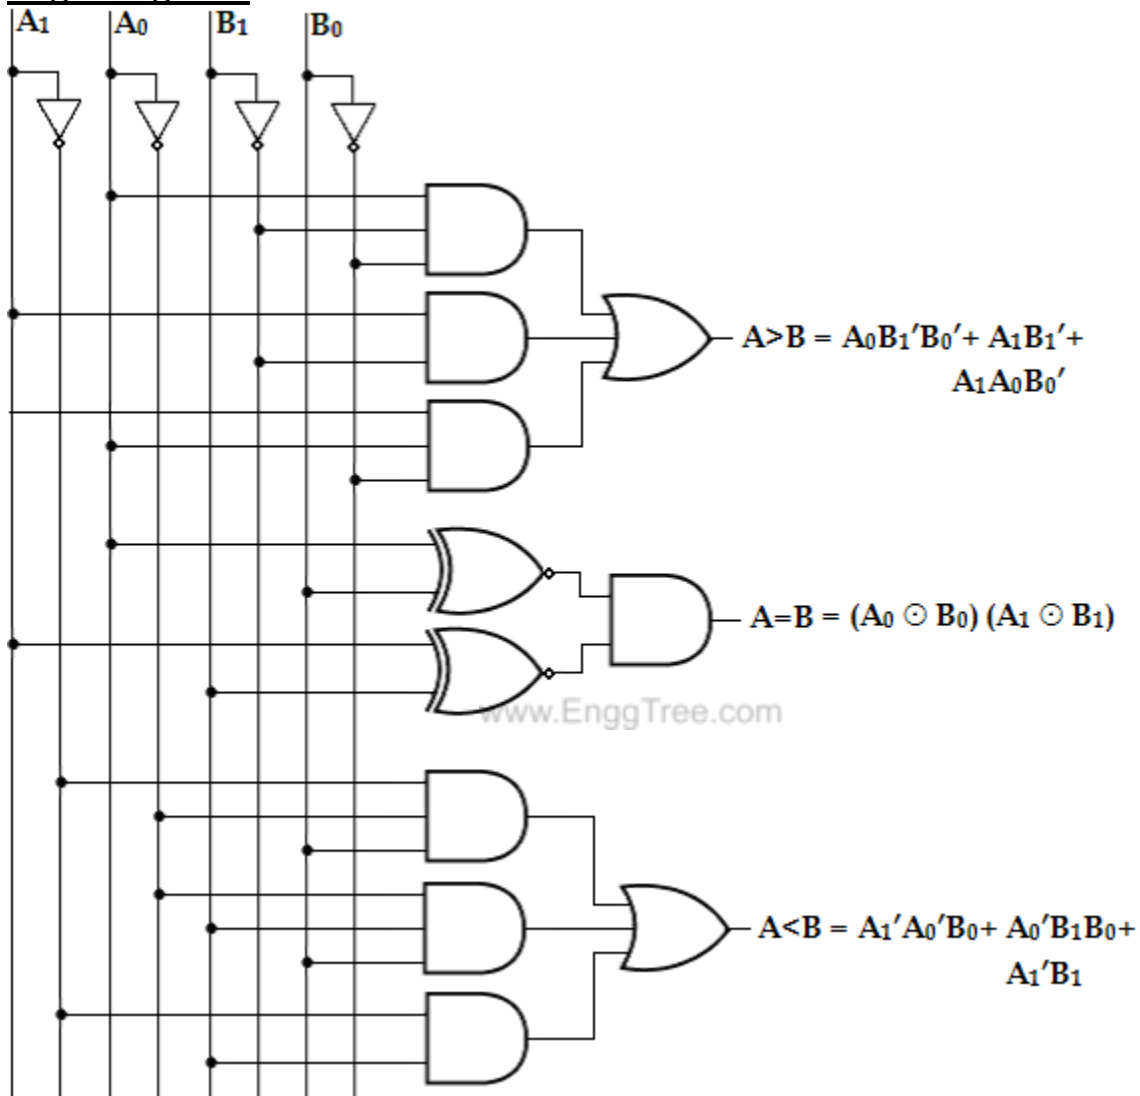 A₁ A₀ B₁ B₀
A>B = A₀B₁′B₀′+ A₁B₁′+
A₁A₀B₀′
A=B = (A₀ ⊙ B₀) (A₁ ⊙ B₁)
www.EnggTree.com
A<B = A₁′A₀′B₀+ A₀′B₁B₀+
A₁′B₁